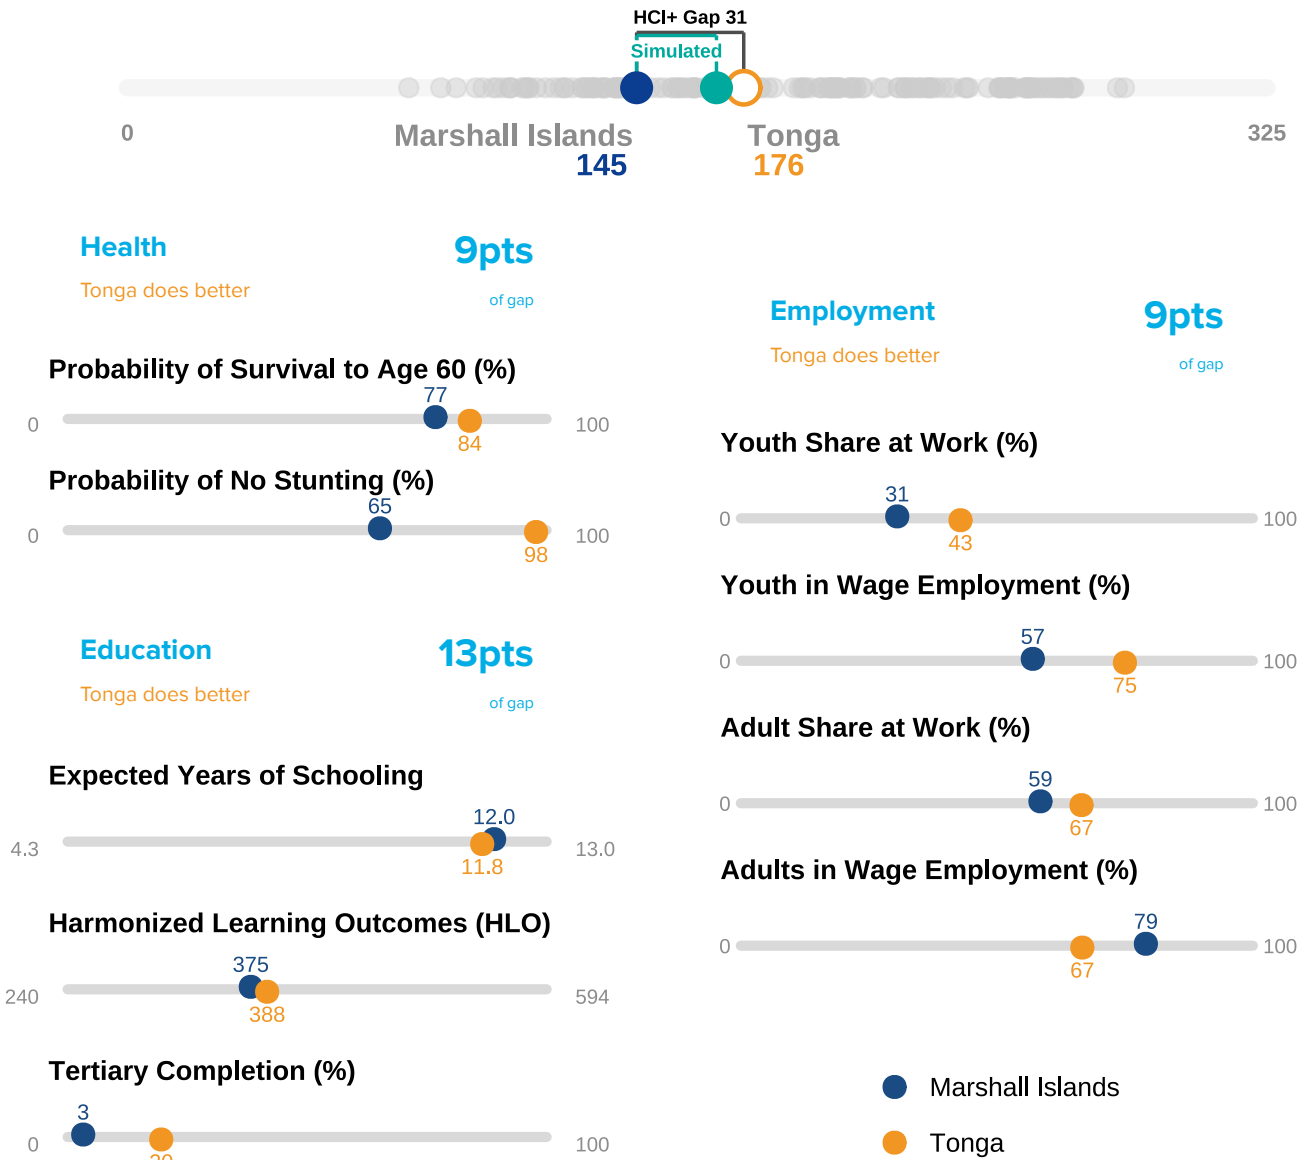 HCI+ Gap 31
Simulated
0
325
Marshall Islands
145
Tonga
176
Health
9pts
Tonga does better
of gap
Probability of Survival to Age 60 (%)
77
0
100
84
Probability of No Stunting (%)
65
0
100
98
Education
13pts
Tonga does better
of gap
Expected Years of Schooling
12.0
4.3
13.0
11.8
Harmonized Learning Outcomes (HLO)
375
240
594
388
Tertiary Completion (%)
3
0
100
Employment
9pts
Tonga does better
of gap
Youth Share at Work (%)
31
0
100
43
Youth in Wage Employment (%)
57
0
100
75
Adult Share at Work (%)
59
0
100
67
Adults in Wage Employment (%)
79
0
100
67
Marshall Islands
Tonga